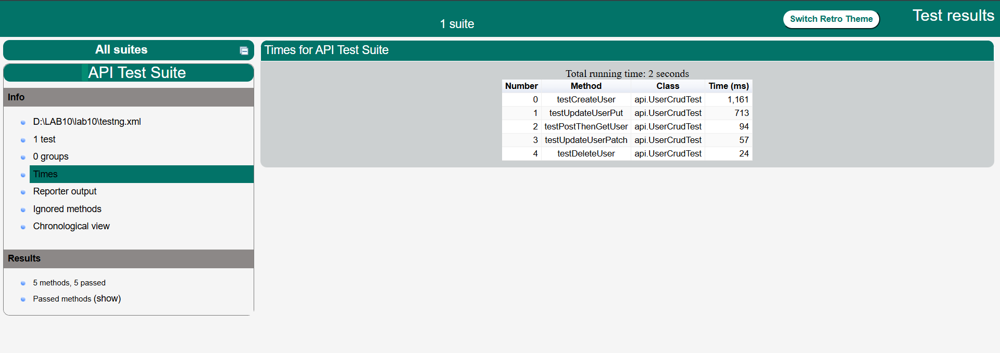 1 suite
Switch Retro Theme
Test results
All suites
API Test Suite
Info
D:\LAB10\lab10\testng.xml
1 test
0 groups
Times
Reporter output
Ignored methods
Chronological view
Results
5 methods, 5 passed
Passed methods (show)
Times for API Test Suite
Total running time: 2 seconds
Number Method Class Time (ms)
0 testCreateUser api.UserCrudTest 1,161
1 testUpdateUserPut api.UserCrudTest 713
2 testPostThenGetUser api.UserCrudTest 94
3 testUpdateUserPatch api.UserCrudTest 57
4 testDeleteUser api.UserCrudTest 24